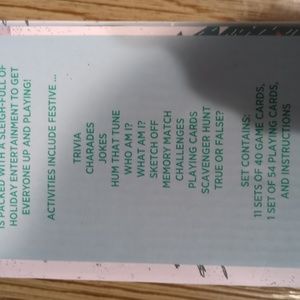 IS PACKED WITH A SLEIGH-FULL OF
HOLIDAY ENTERTAINMENT TO GET
EVERYONE UP AND PLAYING!
ACTIVITIES INCLUDE FESTIVE ...
TRIVIA
CHARADES
JOKES
HUM THAT TUNE
WHO AM I?
WHAT AM I?
SKETCH OFF
MEMORY MATCH
CHALLENGES
PLAYING CARDS
SCAVENGER HUNT
TRUE OR FALSE?
SET CONTAINS:
11 SETS OF 40 GAME CARDS,
1 SET OF 54 PLAYING CARDS,
AND INSTRUCTIONS